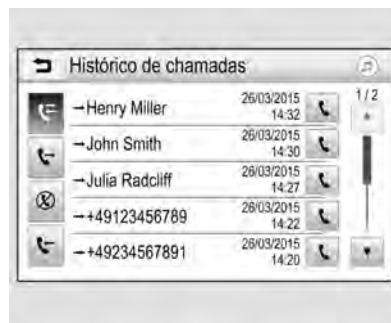 Histórico de chamadas
1 / 2
→Henry Miller 26/03/2015 14:32
→John Smith 26/03/2015 14:30
→Julia Radcliff 26/03/2015 14:27
→+49123456789 26/03/2015 14:22
→+49234567891 26/03/2015 14:20